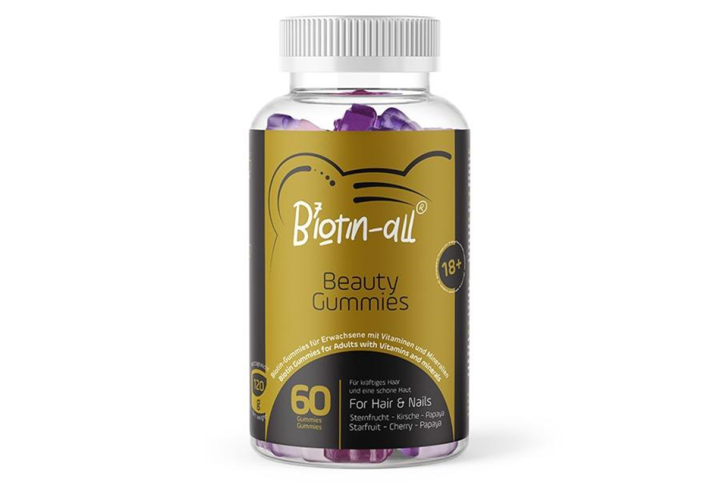 B7iotin-all®
18+
Beauty
Gummies
Biotin-Gummies für Erwachsene mit Vitaminen und Mineralien
Biotin Gummies for Adults with Vitamins and minerals
120
g
60
Gummies
Gummies
Für kräftiges Haar
und eine schöne Haut
For Hair & Nails
Sternfrucht - Kirsche - Papaya
Starfruit - Cherry - Papaya